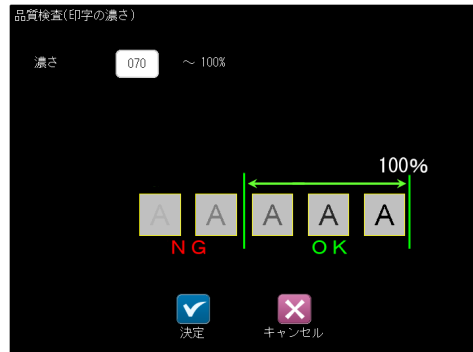 品質検査(印字の濃さ)
濃さ 070 ～ 100%
100%
A A A A A
NG OK
決定 キャンセル